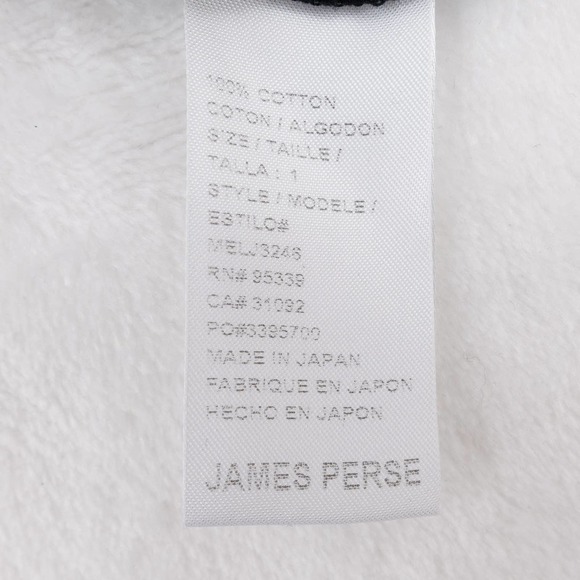 100% COTTON
COTON / ALGODON
SIZE / TAILLE /
TALLA : 1
STYLE / MODELE /
ESTILO#
MELJ3246
RN# 95339
CA# 31092
PO#3395700
MADE IN JAPAN
FABRIQUE EN JAPON
HECHO EN JAPON
JAMES PERSE